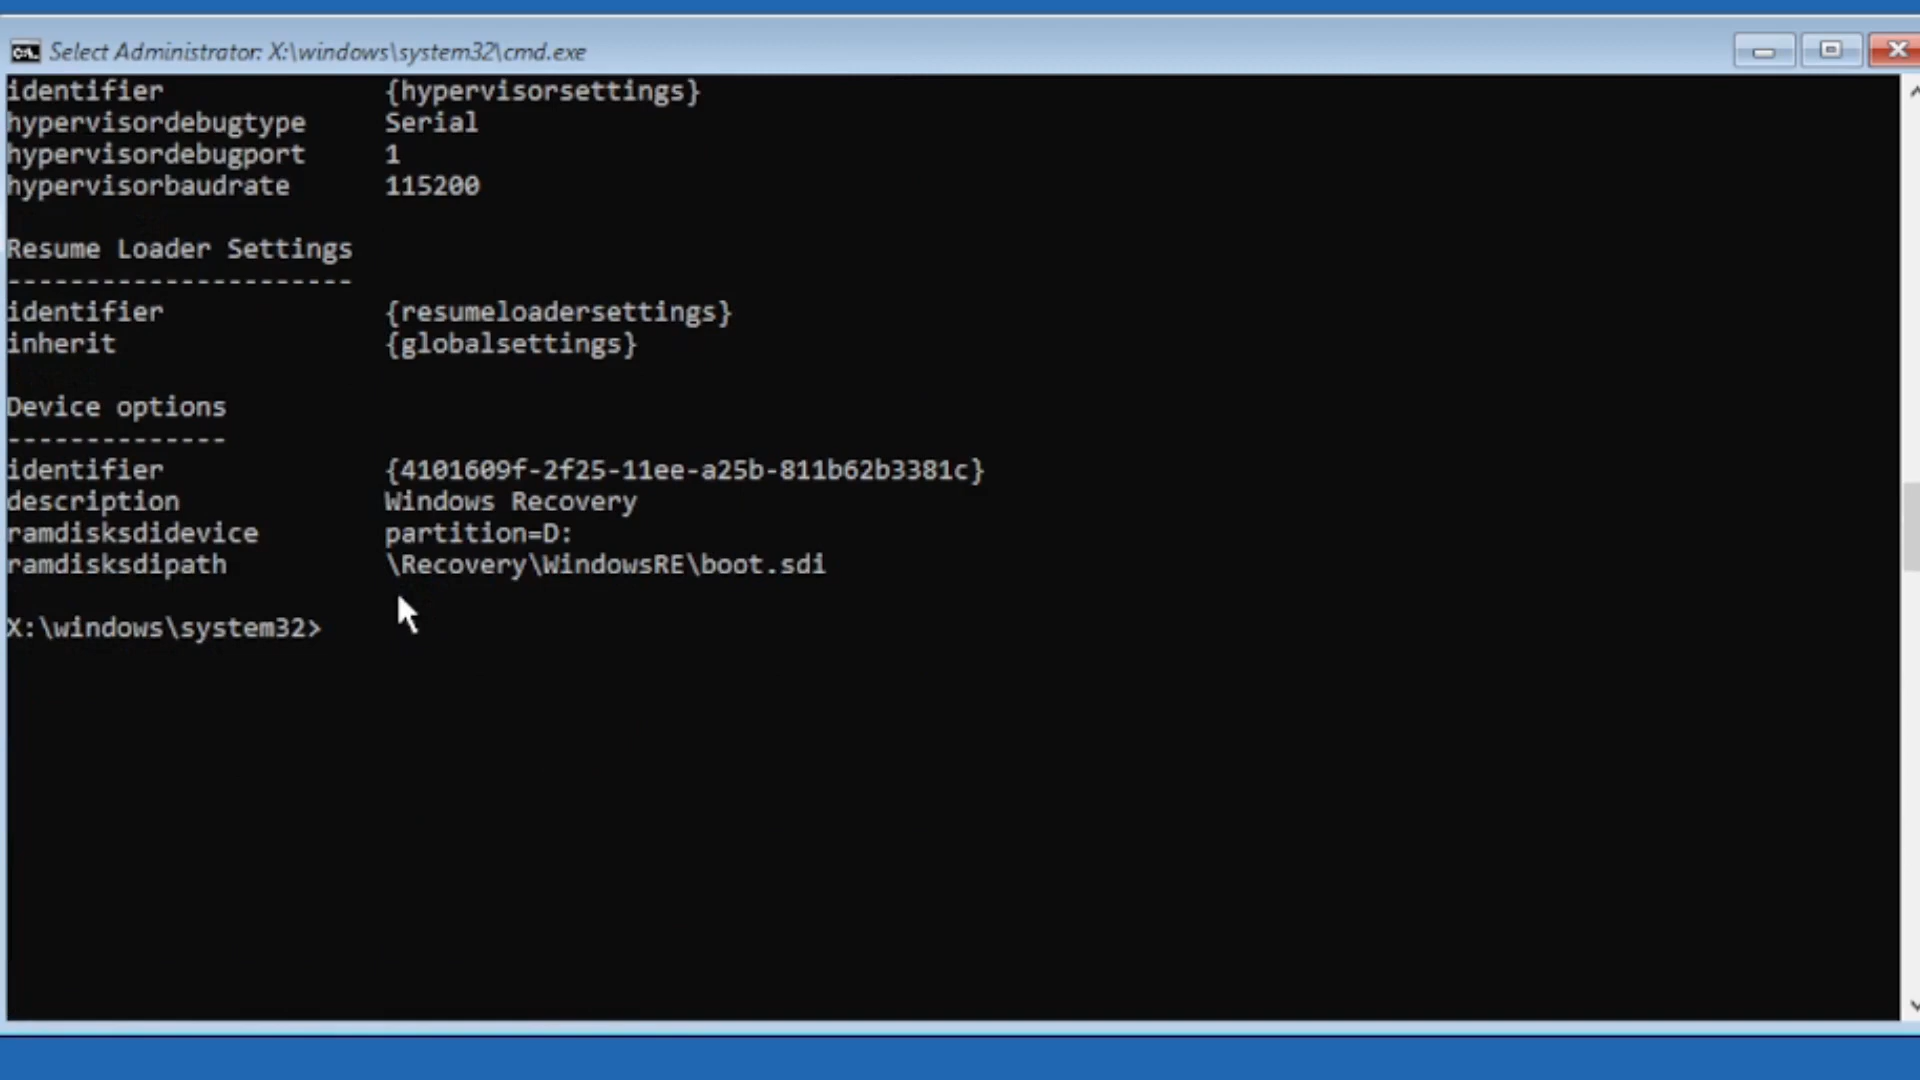 Select Administrator: X:\windows\system32\cmd.exe
identifier {hypervisorsettings}
hypervisordebugtype Serial
hypervisordebugport 1
hypervisorbaudrate 115200
Resume Loader Settings
----------------------
identifier {resumeloadersettings}
inherit {globalsettings}
Device options
--------------
identifier {4101609f-2f25-11ee-a25b-811b62b3381c}
description Windows Recovery
ramdisksdidevice partition=D:
ramdisksdipath \Recovery\WindowsRE\boot.sdi
X:\windows\system32>